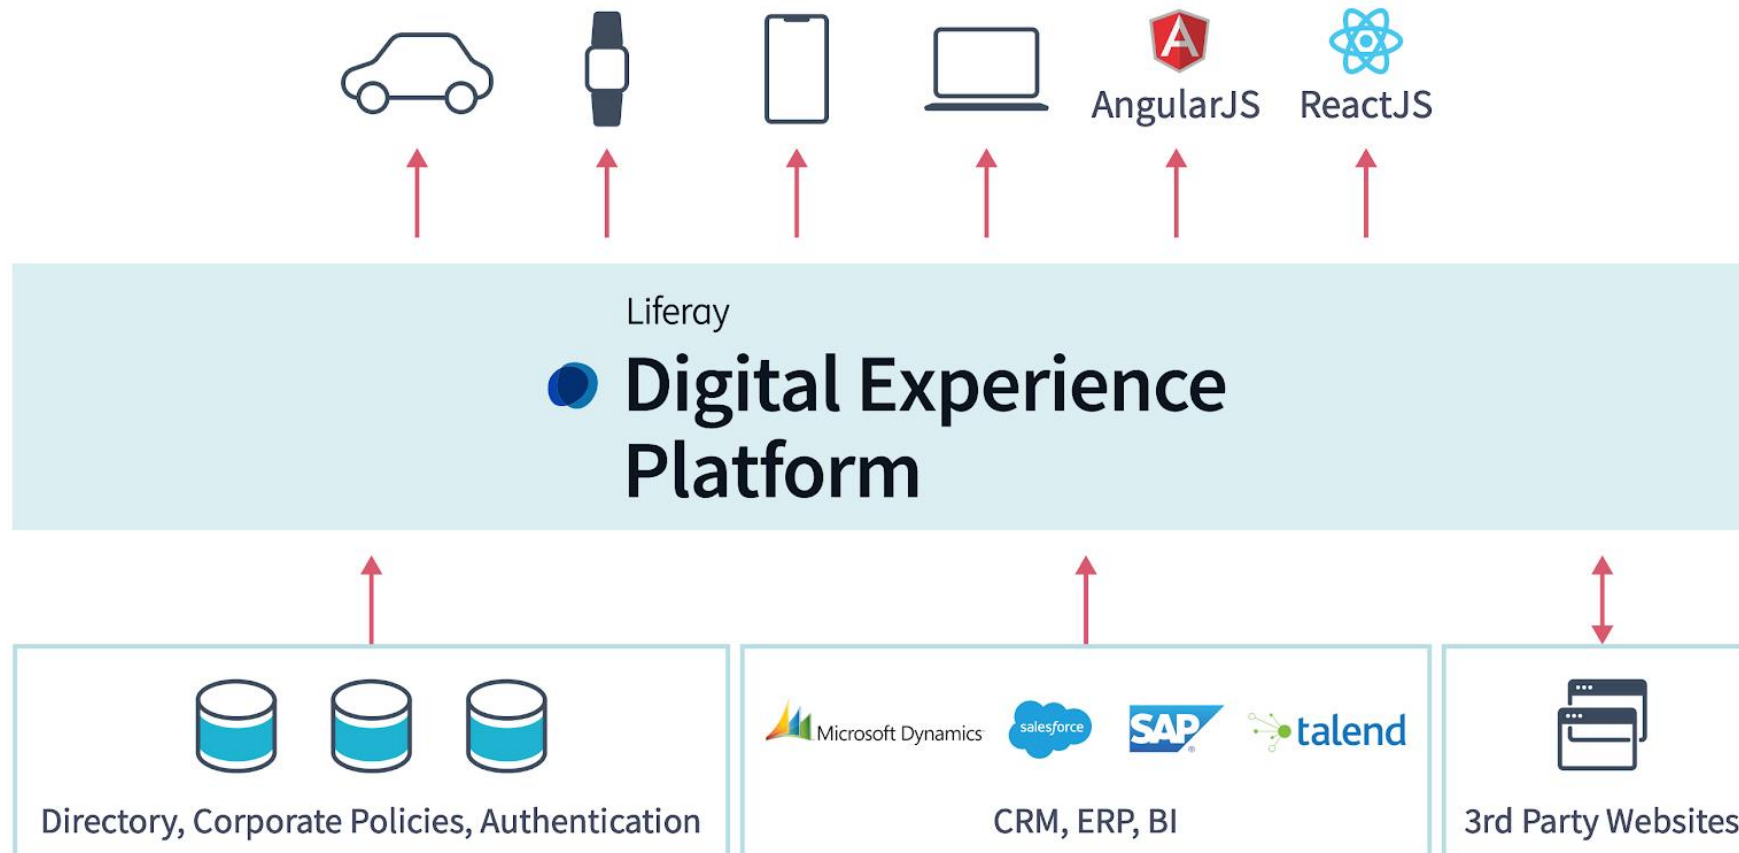 AngularJS
ReactJS
Liferay
Digital Experience
Platform
Microsoft Dynamics
salesforce
SAP
talend
Directory, Corporate Policies, Authentication
CRM, ERP, BI
3rd Party Websites